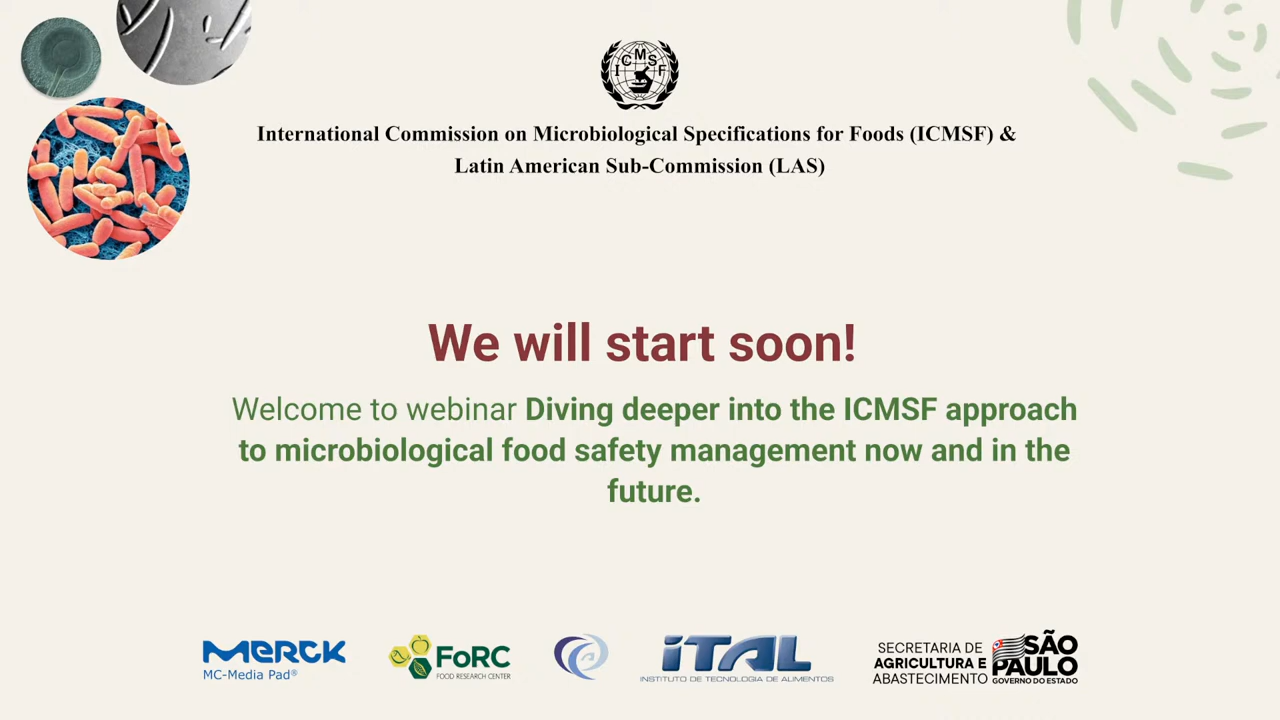 ICMSF
International Commission on Microbiological Specifications for Foods (ICMSF) &
Latin American Sub-Commission (LAS)
We will start soon!
Welcome to webinar Diving deeper into the ICMSF approach
to microbiological food safety management now and in the
future.
MERCK
MC-Media Pad®
FoRC
FOOD RESEARCH CENTER
iTAL
INSTITUTO DE TECNOLOGIA DE ALIMENTOS
SECRETARIA DE
AGRICULTURA E
ABASTECIMENTO
SÃO
PAULO
GOVERNO DO ESTADO